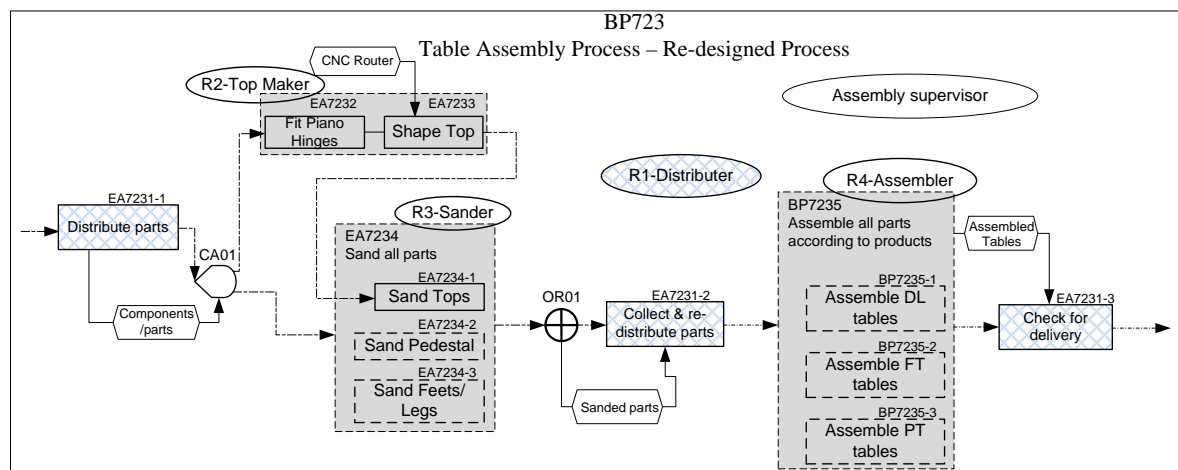 BP723
Table Assembly Process – Re-designed Process
CNC Router
R2-Top Maker
EA7232
EA7233
Fit Piano
Hinges
Shape Top
Assembly supervisor
R1-Distributer
R4-Assembler
EA7231-1
Distribute parts
CA01
Components
/parts
R3-Sander
EA7234
Sand all parts
EA7234-1
Sand Tops
EA7234-2
Sand Pedestal
EA7234-3
Sand Feets/
Legs
OR01
EA7231-2
Collect & re-
distribute parts
Sanded parts
BP7235
Assemble all parts
according to products
BP7235-1
Assemble DL
tables
BP7235-2
Assemble FT
tables
BP7235-3
Assemble PT
tables
Assembled
Tables
EA7231-3
Check for
delivery